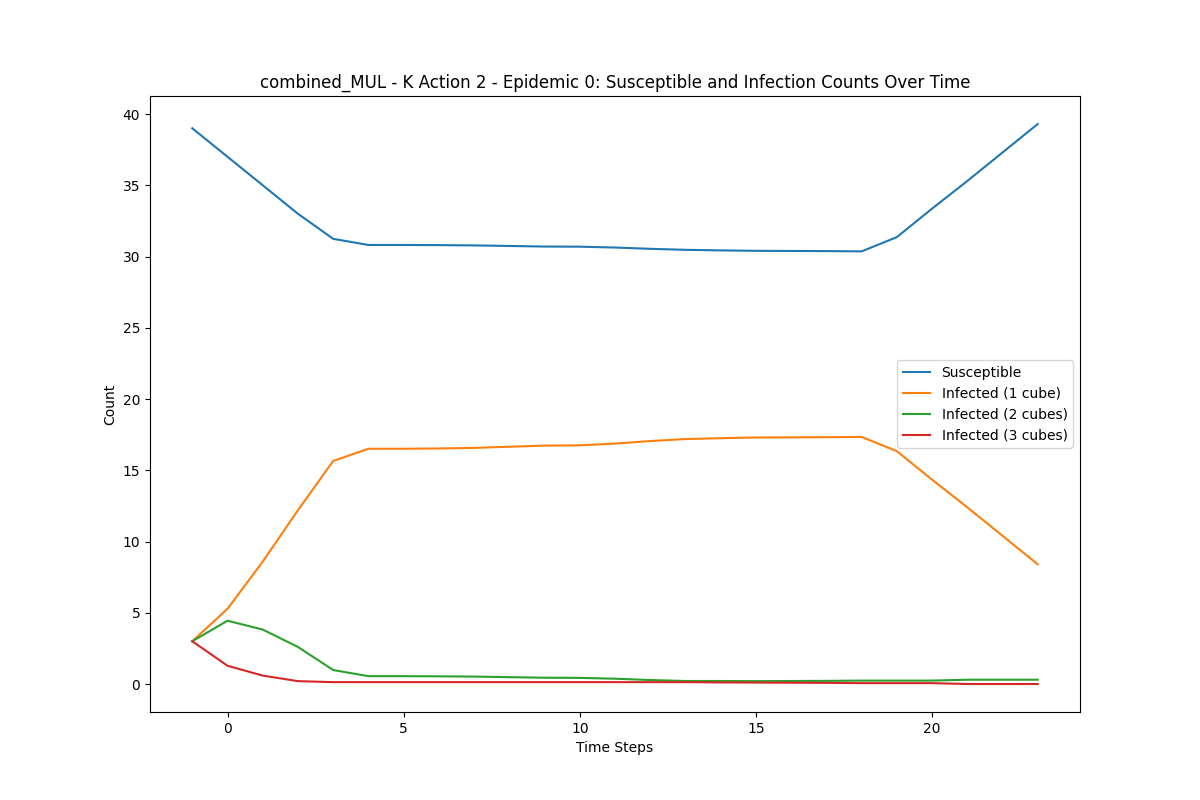 combined_MUL - K Action 2 - Epidemic 0: Susceptible and Infection Counts Over Time
40
35
30
25
20
15
10
5
0
Count
Susceptible
Infected (1 cube)
Infected (2 cubes)
Infected (3 cubes)
0 5 10 15 20
Time Steps